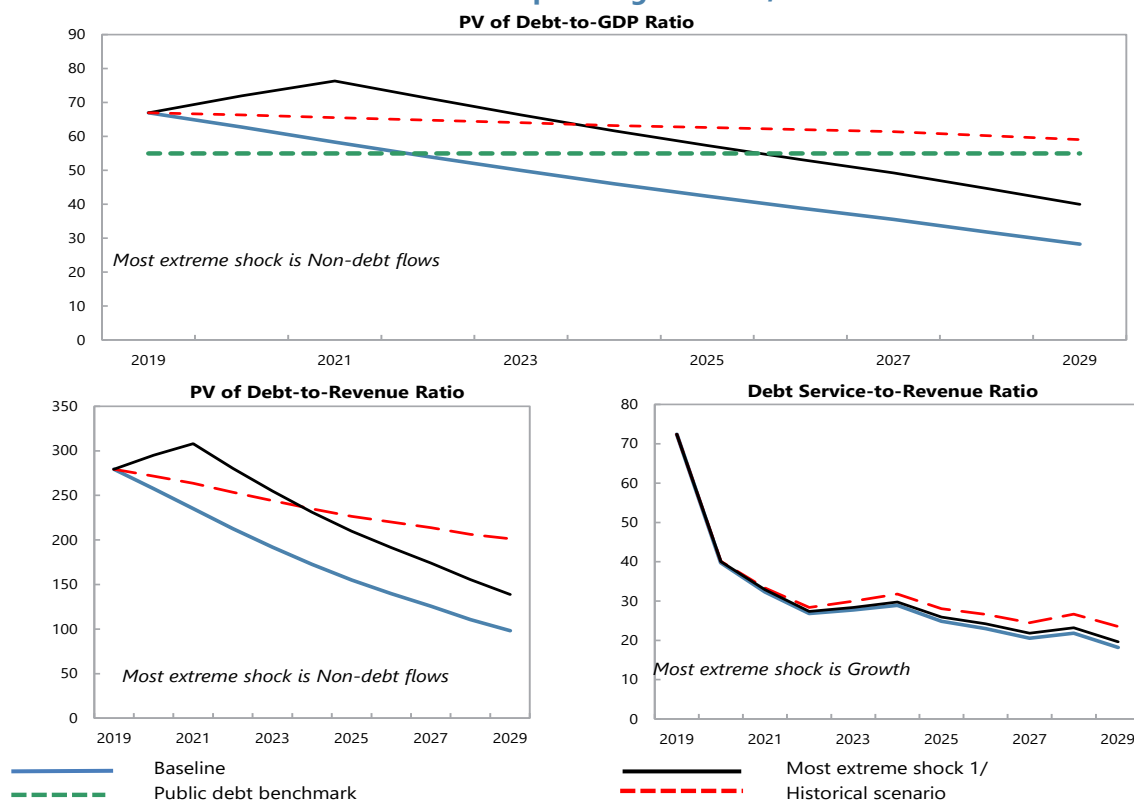 PV of Debt-to-GDP Ratio
90
80
70
60
50
40
30
20
10
0
Most extreme shock is Non-debt flows
2019 2021 2023 2025 2027 2029
PV of Debt-to-Revenue Ratio
350
300
250
200
150
100
50
0
Most extreme shock is Non-debt flows
2019 2021 2023 2025 2027 2029
Debt Service-to-Revenue Ratio
80
70
60
50
40
30
20
10
0
Most extreme shock is Growth
2019 2021 2023 2025 2027 2029
Baseline
Public debt benchmark
Most extreme shock 1/
Historical scenario